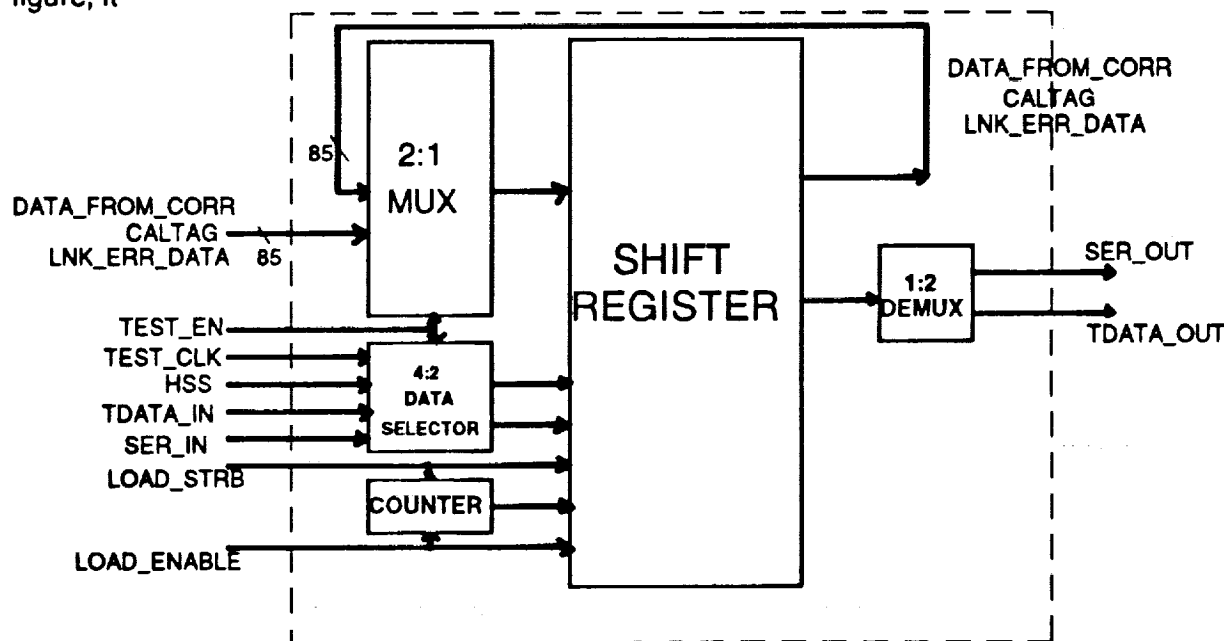 figure, it
DATA_FROM_CORR
CALTAG
LNK_ERR_DATA
85
2:1
MUX
DATA_FROM_CORR
CALTAG
LNK_ERR_DATA
85
SHIFT
REGISTER
1:2
DEMUX
SER_OUT
TDATA_OUT
TEST_EN
TEST_CLK
HSS
TDATA_IN
SER_IN
4:2
DATA
SELECTOR
LOAD_STRB
COUNTER
LOAD_ENABLE